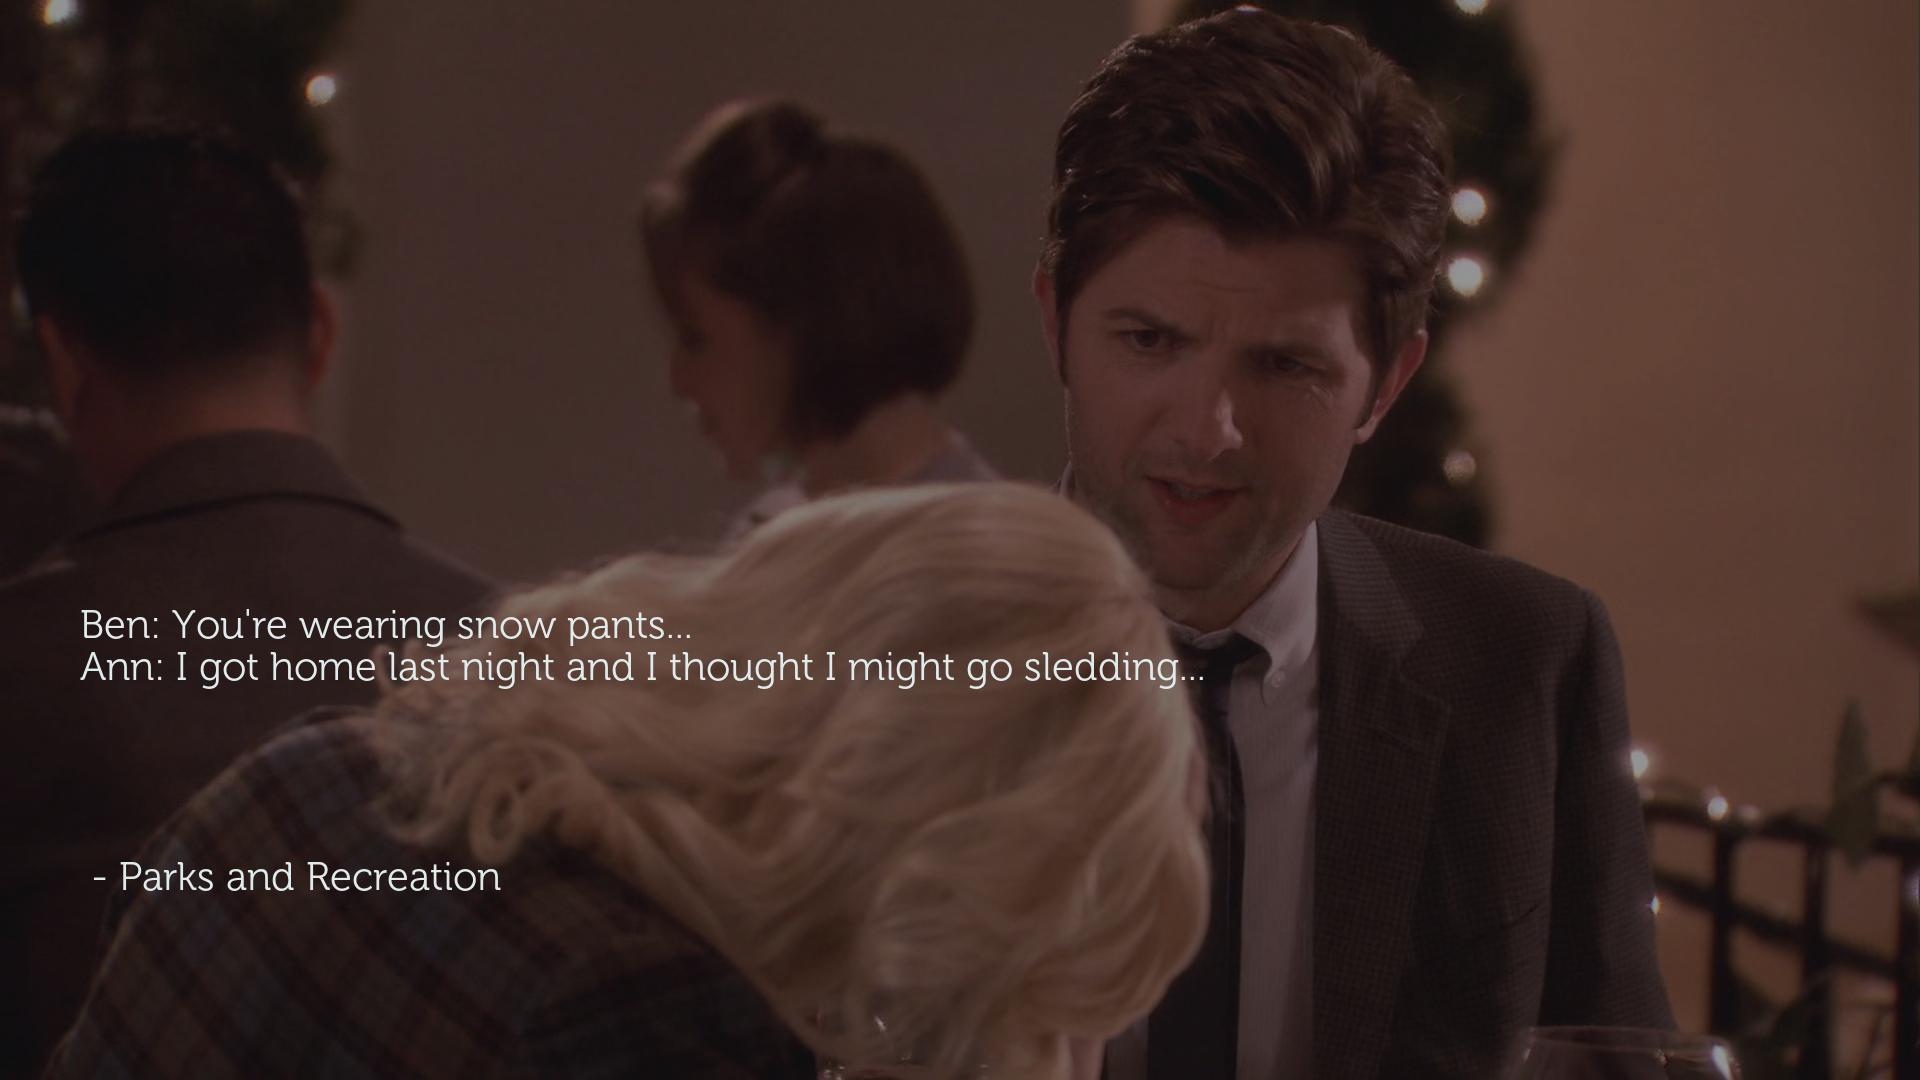 Ben: You're wearing snow pants...
Ann: I got home last night and I thought I might go sledding...
- Parks and Recreation